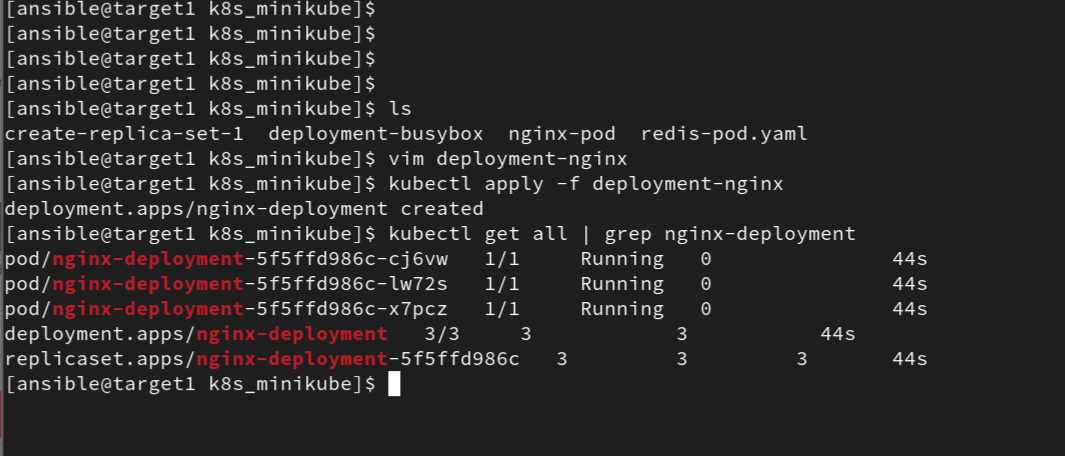 [ansible@target1 k8s_minikube]$
[ansible@target1 k8s_minikube]$
[ansible@target1 k8s_minikube]$
[ansible@target1 k8s_minikube]$
[ansible@target1 k8s_minikube]$ ls
create-replica-set-1  deployment-busybox  nginx-pod  redis-pod.yaml
[ansible@target1 k8s_minikube]$ vim deployment-nginx
[ansible@target1 k8s_minikube]$ kubectl apply -f deployment-nginx
deployment.apps/nginx-deployment created
[ansible@target1 k8s_minikube]$ kubectl get all | grep nginx-deployment
pod/nginx-deployment-5f5ffd986c-cj6vw   1/1     Running   0               44s
pod/nginx-deployment-5f5ffd986c-lw72s   1/1     Running   0               44s
pod/nginx-deployment-5f5ffd986c-x7pcz   1/1     Running   0               44s
deployment.apps/nginx-deployment   3/3     3            3           44s
replicaset.apps/nginx-deployment-5f5ffd986c   3         3         3       44s
[ansible@target1 k8s_minikube]$